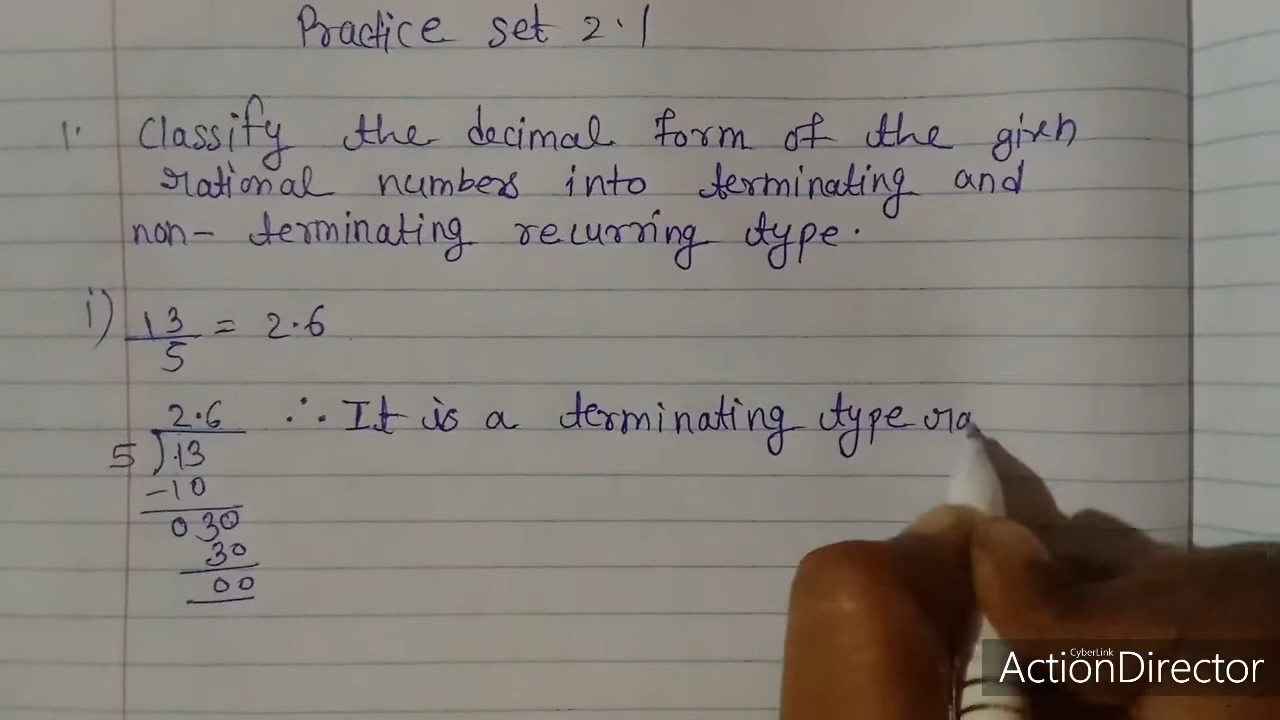 Practice set 2.1
1. Classify the decimal form of the given
rational numbers into terminating and
non-terminating recurring type.
i) 13/5 = 2.6
2.6 ∴ It is a terminating type ra
5)13
-10
030
30
00
CyberLink
ActionDirector